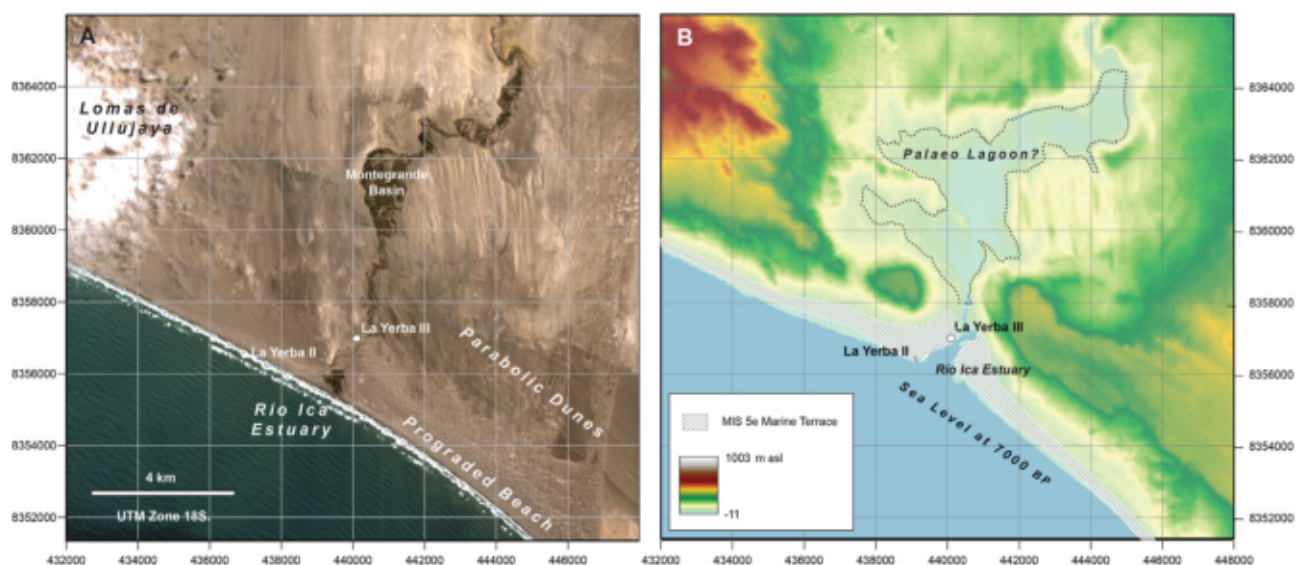 A
B
8364000
8362000
8360000
8358000
8356000
8354000
8352000
Lomas de
Ullujaya
Montegrande
Basin
La Yerba III
La Yerba II
Parabolic Dunes
Río Ica
Estuary
Prograded Beach
4 km
UTM Zone 18S.
432000
434000
436000
438000
440000
442000
444000
446000
Palaeo Lagoon?
La Yerba III
La Yerba II
Río Ica Estuary
Sea Level at 7000 BP
MIS 5e Marine Terrace
1003 m asl
-11
432000
434000
436000
438000
440000
442000
444000
446000
448000
8364000
8362000
8360000
8358000
8356000
8354000
8352000